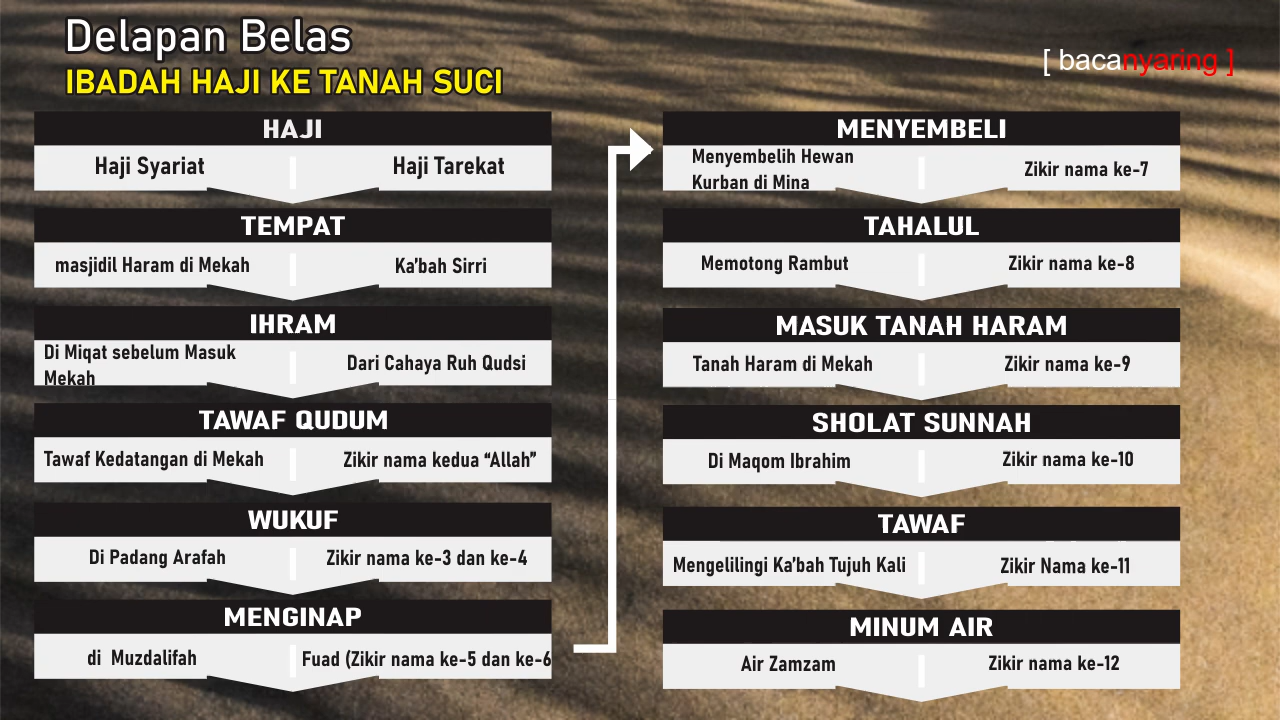 Delapan Belas
IBADAH HAJI KE TANAH SUCI
[ bacanyaring ]
HAJI
Haji Syariat
Haji Tarekat
TEMPAT
masjidil Haram di Mekah
Ka’bah Sirri
IHRAM
Di Miqat sebelum Masuk
Mekah
Dari Cahaya Ruh Qudsi
TAWAF QUDUM
Tawaf Kedatangan di Mekah
Zikir nama kedua “Allah”
WUKUF
Di Padang Arafah
Zikir nama ke-3 dan ke-4
MENGINAP
di Muzdalifah
Fuad (Zikir nama ke-5 dan ke-6
MENYEMBELI
Menyembelih Hewan
Kurban di Mina
Zikir nama ke-7
TAHALUL
Memotong Rambut
Zikir nama ke-8
MASUK TANAH HARAM
Tanah Haram di Mekah
Zikir nama ke-9
SHOLAT SUNNAH
Di Maqom Ibrahim
Zikir nama ke-10
TAWAF
Mengelilingi Ka’bah Tujuh Kali
Zikir Nama ke-11
MINUM AIR
Air Zamzam
Zikir nama ke-12